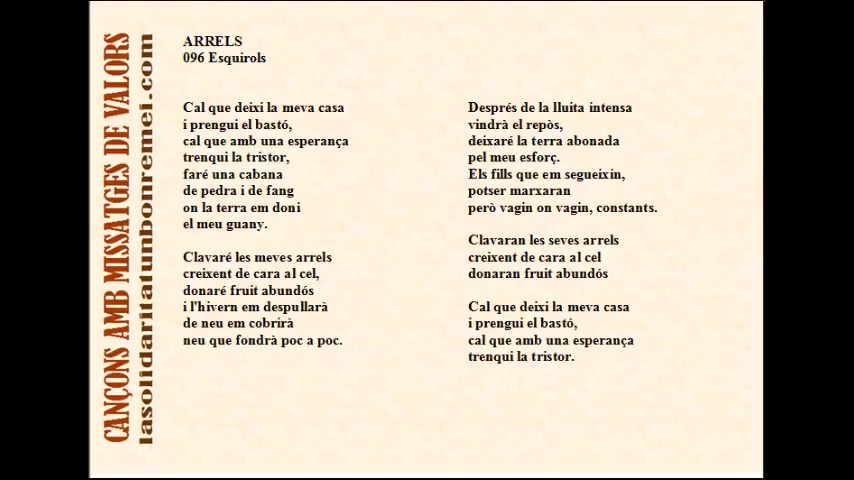 CANÇONS AMB MISSATGES DE VALORS
lasolidaritatunbonremei.com
ARRELS
096 Esquirols
Cal que deixi la meva casa
i prengui el bastó,
cal que amb una esperança
trenqui la tristor,
faré una cabana
de pedra i de fang
on la terra em doni
el meu guany.
Clavaré les meves arrels
creixent de cara al cel,
donaré fruit abundós
i l'hivern em despullarà
de neu em cobrirà
neu que fondrà poc a poc.
Després de la lluita intensa
vindrà el repòs,
deixaré la terra abonada
pel meu esforç.
Els fills que em segueixin,
potser marxaran
però vagin on vagin, constants.
Clavaran les seves arrels
creixent de cara al cel
donaran fruit abundós
Cal que deixi la meva casa
i prengui el bastó,
cal que amb una esperança
trenqui la tristor.